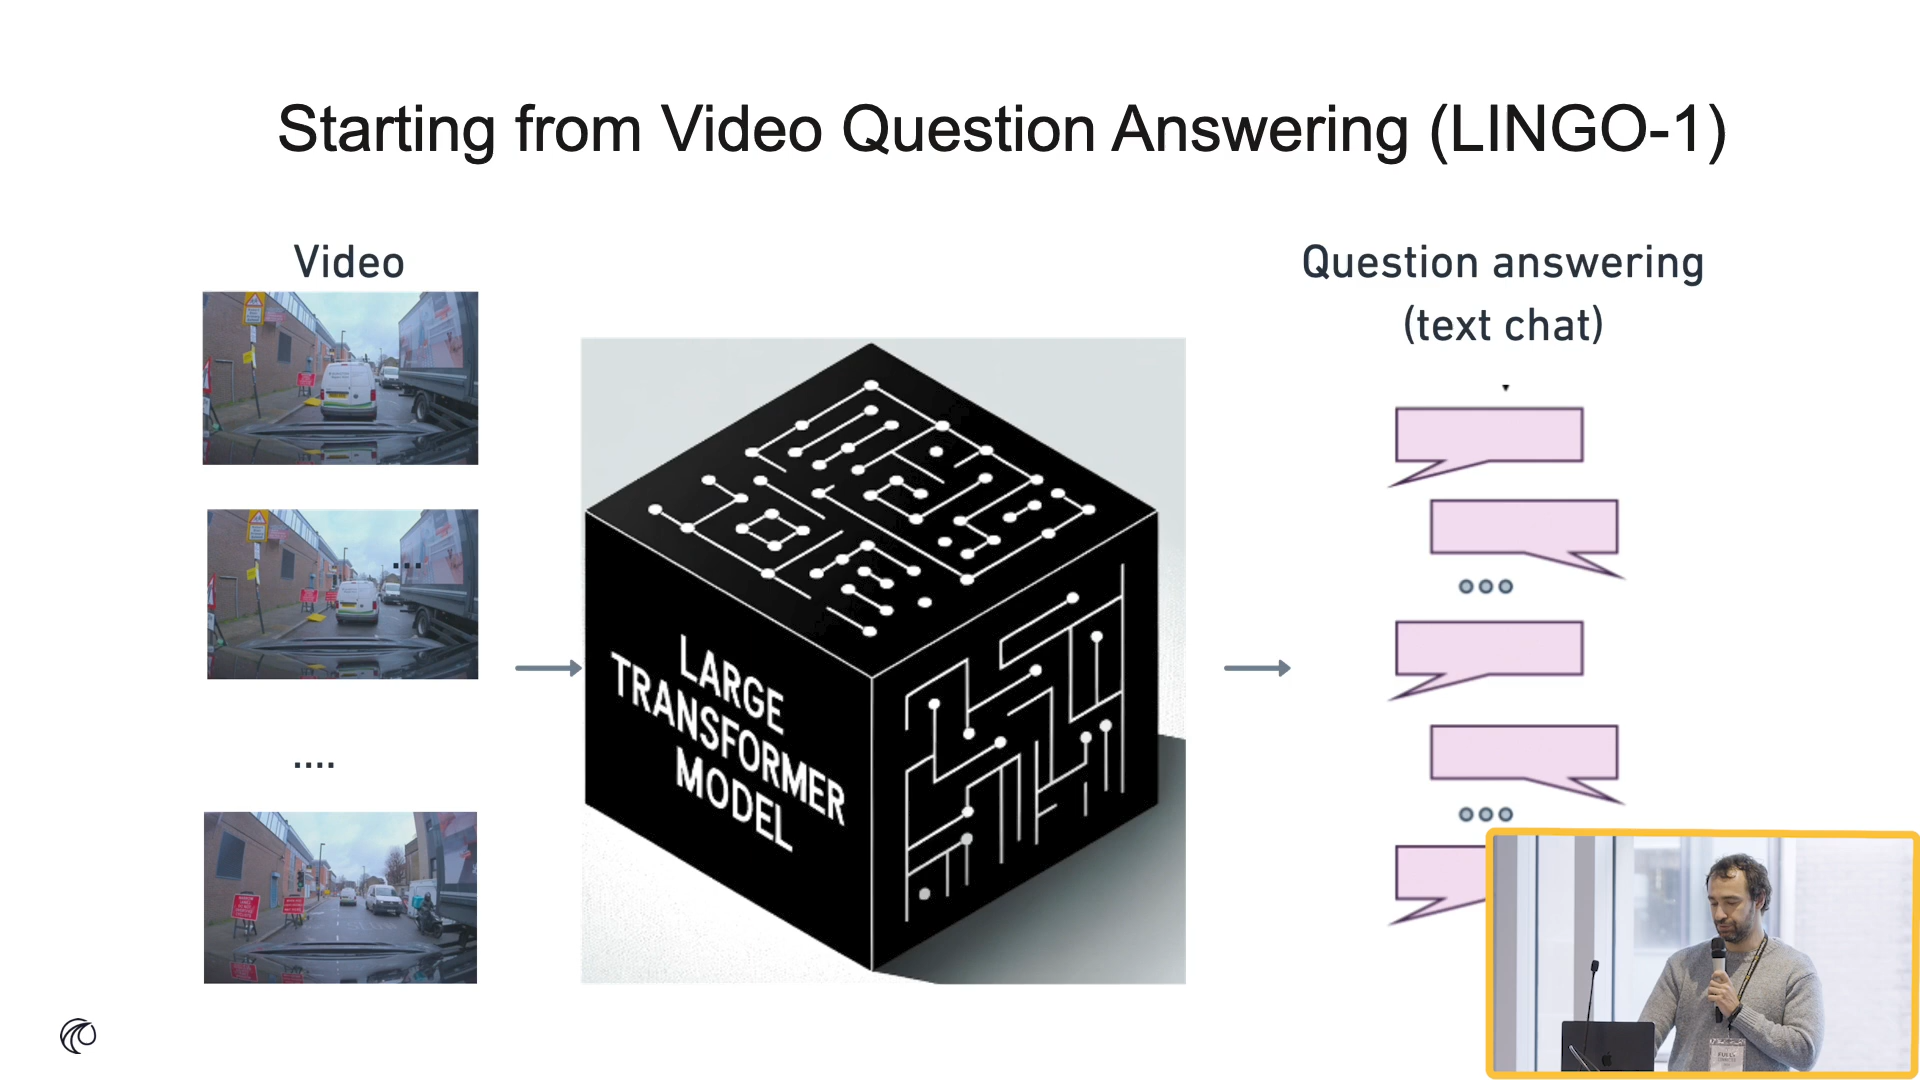 Starting from Video Question Answering (LINGO-1)
Video
Question answering
(text chat)
....
LARGE
TRANSFORMER
MODEL